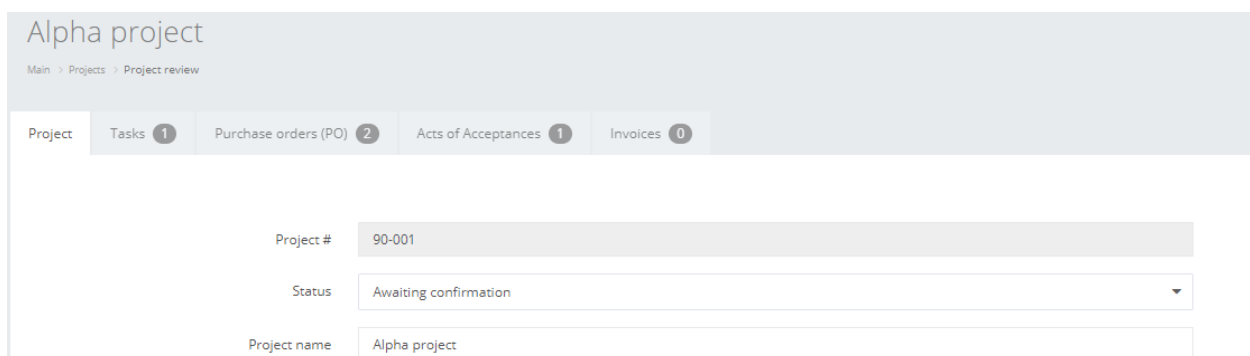 Alpha project
Main > Projects > Project review
Project Tasks 1 Purchase orders (PO) 2 Acts of Acceptances 1 Invoices 0
Project # 90-001
Status Awaiting confirmation
Project name Alpha project